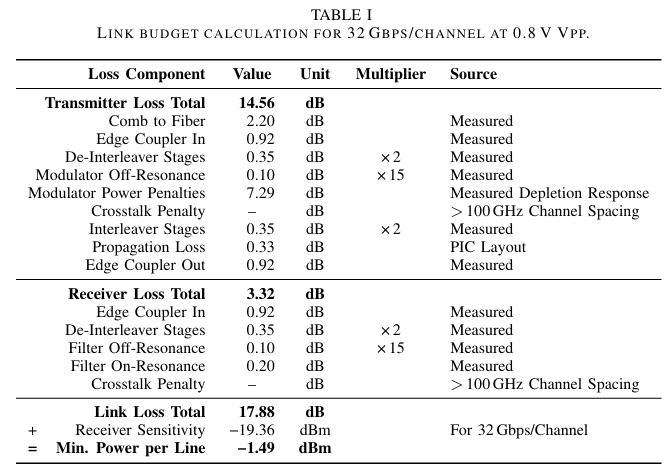 TABLE I
LINK BUDGET CALCULATION FOR 32 GBPS/CHANNEL AT 0.8 V VPP.
Loss Component Value Unit Multiplier Source
Transmitter Loss Total 14.56 dB
Comb to Fiber 2.20 dB Measured
Edge Coupler In 0.92 dB Measured
De-Interleaver Stages 0.35 dB ×2 Measured
Modulator Off-Resonance 0.10 dB ×15 Measured
Modulator Power Penalties 7.29 dB Measured Depletion Response
Crosstalk Penalty – dB > 100 GHz Channel Spacing
Interleaver Stages 0.35 dB ×2 Measured
Propagation Loss 0.33 dB PIC Layout
Edge Coupler Out 0.92 dB Measured
Receiver Loss Total 3.32 dB
Edge Coupler In 0.92 dB Measured
De-Interleaver Stages 0.35 dB ×2 Measured
Filter Off-Resonance 0.10 dB ×15 Measured
Filter On-Resonance 0.20 dB Measured
Crosstalk Penalty – dB > 100 GHz Channel Spacing
Link Loss Total 17.88 dB
+ Receiver Sensitivity −19.36 dBm For 32 Gbps/Channel
= Min. Power per Line −1.49 dBm